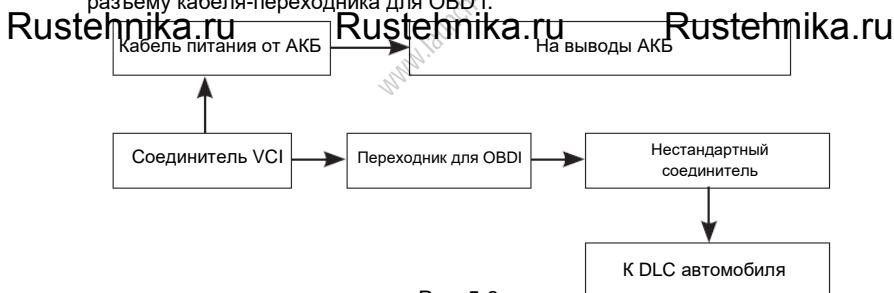 разъему кабеля-переходника для OBD I.
Rustehnika.ru Rustehnika.ru Rustehnika.ru
Кабель питания от АКБ
На выводы АКБ
Соединитель VCI
Переходник для OBDI
Нестандартный
соединитель
К DLC автомобиля